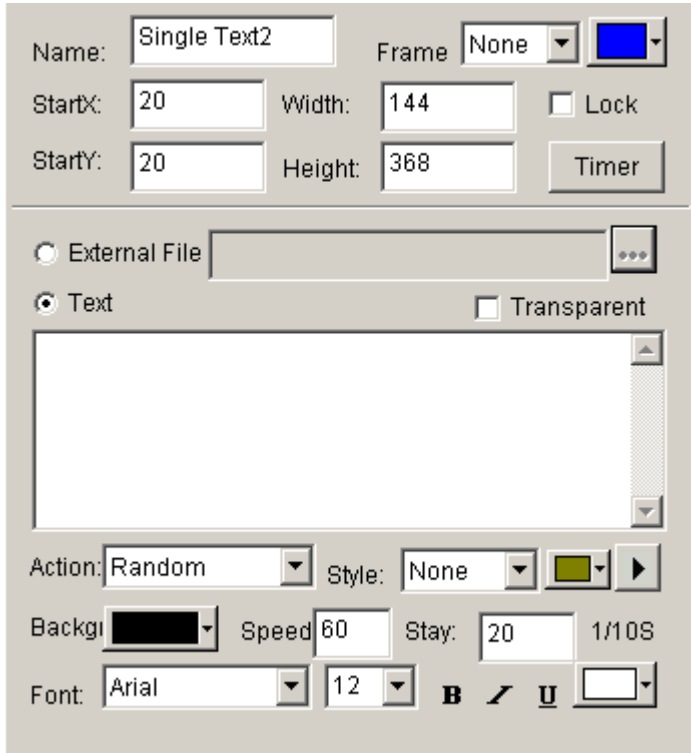 Name: Single Text2 Frame None
StartX: 20 Width: 144 Lock
StartY: 20 Height: 368 Timer
External File ...
Text Transparent
Action: Random Style: None
Backgr Speed 60 Stay: 20 1/10S
Font: Arial 12 B I U